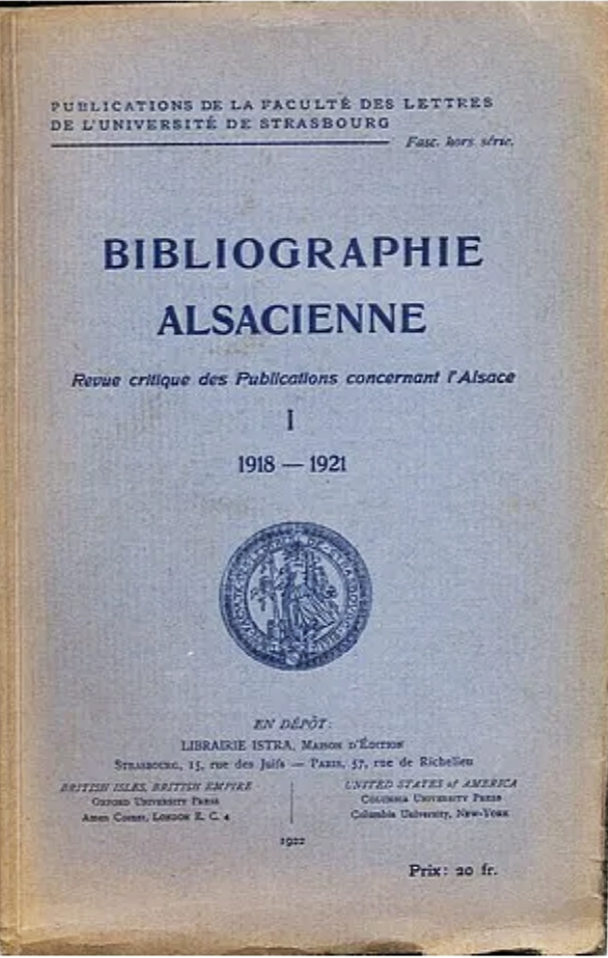 PUBLICATIONS DE LA FACULTÉ DES LETTRES
DE L'UNIVERSITÉ DE STRASBOURG
Fasc. hors série.
BIBLIOGRAPHIE
ALSACIENNE
Revue critique des Publications concernant l'Alsace
I
1918 — 1921
EN DÉPÔT:
LIBRAIRIE ISTRA, MAISON D'ÉDITION
STRASBOURG, 15, rue des Juifs — PARIS, 57, rue de Richelieu
BRITISH ISLES, BRITISH EMPIRE
OXFORD UNIVERSITY PRESS
Amen Corner, LONDON E. C. 4
UNITED STATES of AMERICA
COLUMBIA UNIVERSITY PRESS
Columbia University, NEW-YORK
1922
Prix: 20 fr.